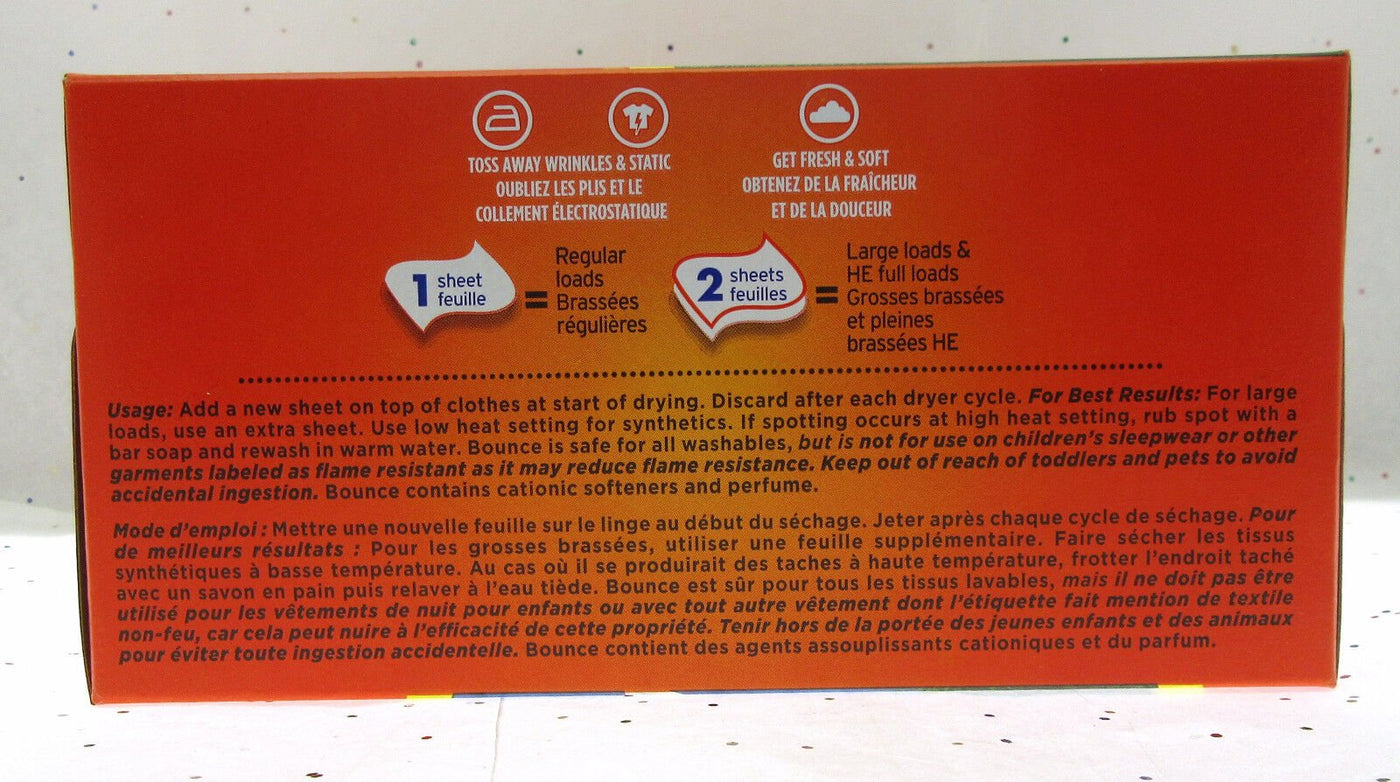 TOSS AWAY WRINKLES & STATIC
OUBLIEZ LES PLIS ET LE
COLLEMENT ÉLECTROSTATIQUE
GET FRESH & SOFT
OBTENEZ DE LA FRAÎCHEUR
ET DE LA DOUCEUR
1 sheet
feuille
=
Regular
loads
Brassées
régulières
2 sheets
feuilles
=
Large loads &
HE full loads
Grosses brassées
et pleines
brassées HE
Usage: Add a new sheet on top of clothes at start of drying. Discard after each dryer cycle. For Best Results: For large
loads, use an extra sheet. Use low heat setting for synthetics. If spotting occurs at high heat setting, rub spot with a
bar soap and rewash in warm water. Bounce is safe for all washables, but is not for use on children's sleepwear or other
garments labeled as flame resistant as it may reduce flame resistance. Keep out of reach of toddlers and pets to avoid
accidental ingestion. Bounce contains cationic softeners and perfume.
Mode d'emploi : Mettre une nouvelle feuille sur le linge au début du séchage. Jeter après chaque cycle de séchage. Pour
de meilleurs résultats : Pour les grosses brassées, utiliser une feuille supplémentaire. Faire sécher les tissus
synthétiques à basse température. Au cas où il se produirait des taches à haute température, frotter l'endroit taché
avec un savon en pain puis relaver à l'eau tiède. Bounce est sûr pour tous les tissus lavables, mais il ne doit pas être
utilisé pour les vêtements de nuit pour enfants ou avec tout autre vêtement dont l'étiquette fait mention de textile
non-feu, car cela peut nuire à l'efficacité de cette propriété. Tenir hors de la portée des jeunes enfants et des animaux
pour éviter toute ingestion accidentelle. Bounce contient des agents assouplissants cationiques et du parfum.